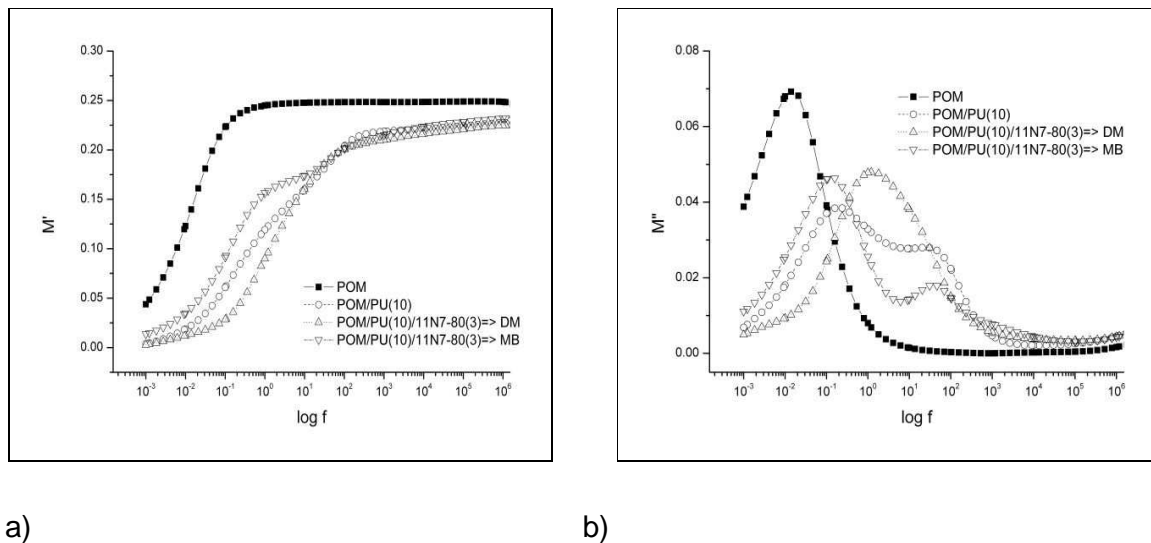 0.30
0.25
0.20
0.15
0.10
0.05
0.00
M'
POM
POM/PU(10)
POM/PU(10)/11N7-80(3)=> DM
POM/PU(10)/11N7-80(3)=> MB
10-3 10-2 10-1 100 101 102 103 104 105 106
log f
0.08
0.06
0.04
0.02
0.00
M"
POM
POM/PU(10)
POM/PU(10)/11N7-80(3)=> DM
POM/PU(10)/11N7-80(3)=> MB
10-3 10-2 10-1 100 101 102 103 104 105 106
log f
a) b)